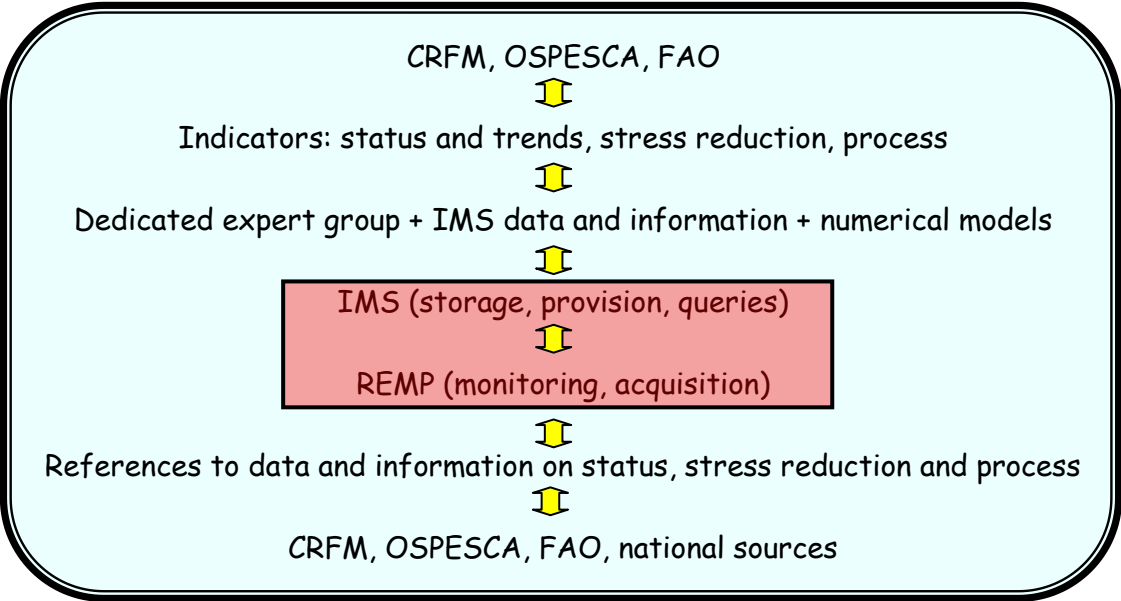 CRFM, OSPESCA, FAO
Indicators: status and trends, stress reduction, process
Dedicated expert group + IMS data and information + numerical models
IMS (storage, provision, queries)
REMP (monitoring, acquisition)
References to data and information on status, stress reduction and process
CRFM, OSPESCA, FAO, national sources